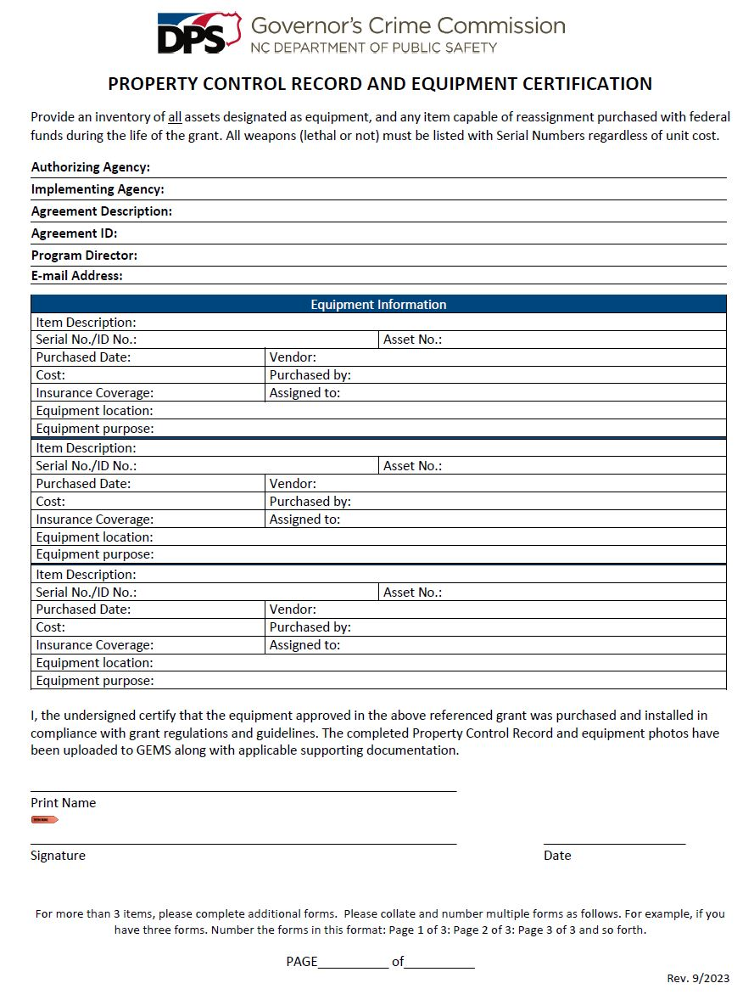 DPS Governor's Crime Commission
NC DEPARTMENT OF PUBLIC SAFETY
PROPERTY CONTROL RECORD AND EQUIPMENT CERTIFICATION
Provide an inventory of all assets designated as equipment, and any item capable of reassignment purchased with federal
funds during the life of the grant. All weapons (lethal or not) must be listed with Serial Numbers regardless of unit cost.
Authorizing Agency:
Implementing Agency:
Agreement Description:
Agreement ID:
Program Director:
E-mail Address:
Equipment Information
Item Description:
Serial No./ID No.: Asset No.:
Purchased Date: Vendor:
Cost: Purchased by:
Insurance Coverage: Assigned to:
Equipment location:
Equipment purpose:
Item Description:
Serial No./ID No.: Asset No.:
Purchased Date: Vendor:
Cost: Purchased by:
Insurance Coverage: Assigned to:
Equipment location:
Equipment purpose:
Item Description:
Serial No./ID No.: Asset No.:
Purchased Date: Vendor:
Cost: Purchased by:
Insurance Coverage: Assigned to:
Equipment location:
Equipment purpose:
I, the undersigned certify that the equipment approved in the above referenced grant was purchased and installed in
compliance with grant regulations and guidelines. The completed Property Control Record and equipment photos have
been uploaded to GEMS along with applicable supporting documentation.
Print Name
Signature Date
For more than 3 items, please complete additional forms. Please collate and number multiple forms as follows. For example, if you
have three forms. Number the forms in this format: Page 1 of 3: Page 2 of 3: Page 3 of 3 and so forth.
PAGE__________ of__________
Rev. 9/2023